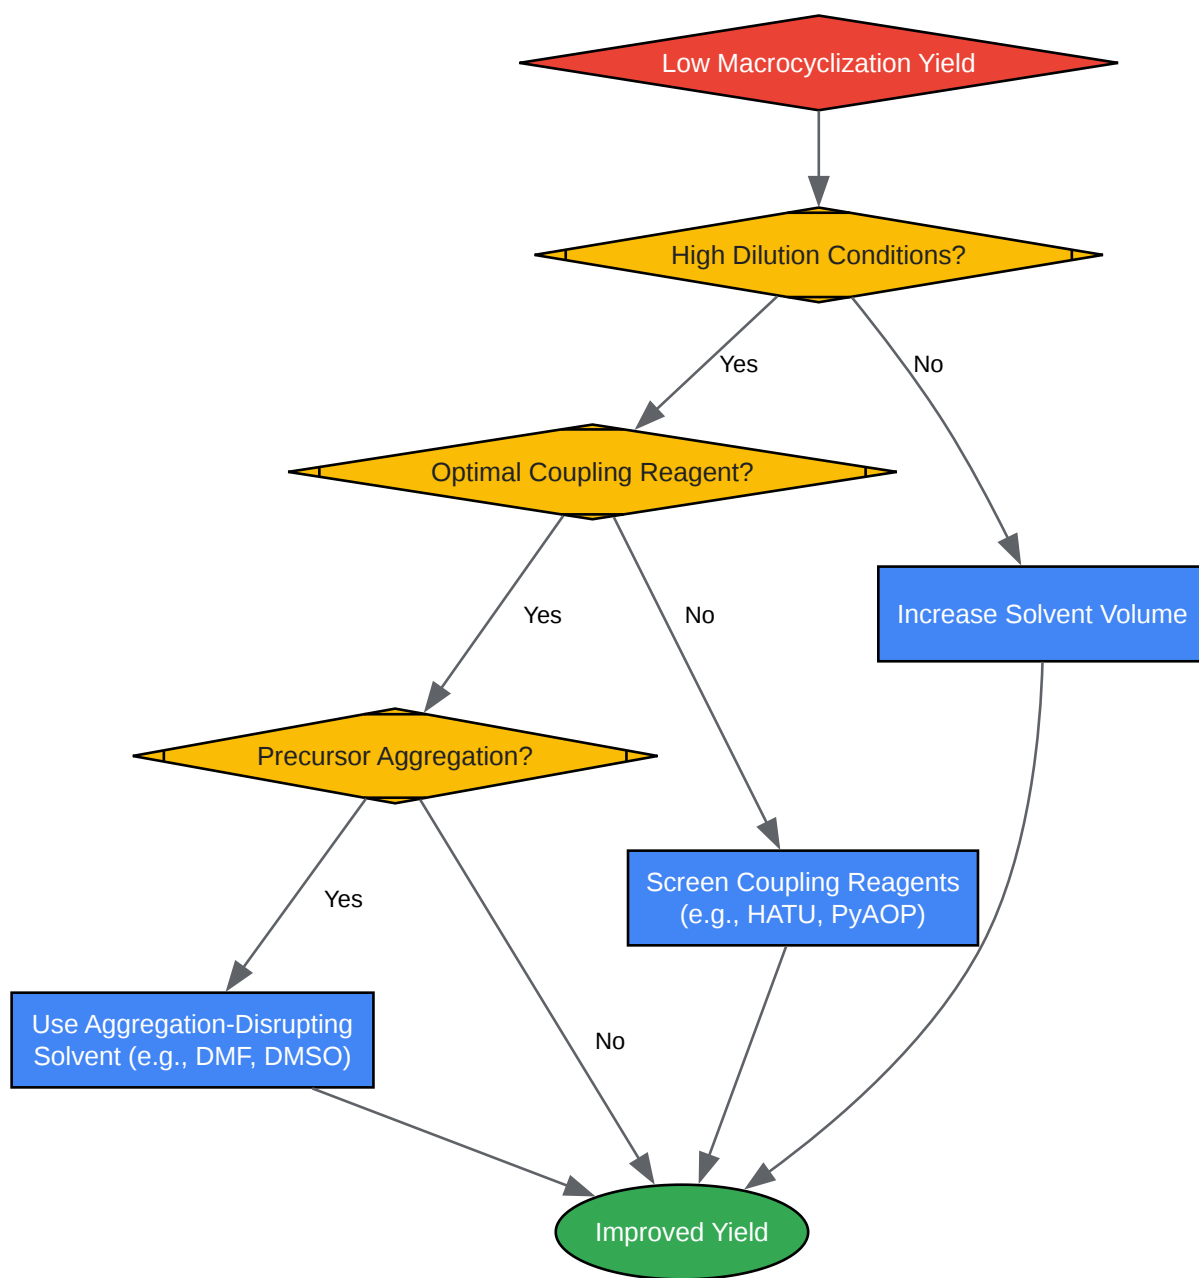 Low Macrocyclization Yield
High Dilution Conditions?
Yes
No
Optimal Coupling Reagent?
Yes
No
Increase Solvent Volume
Precursor Aggregation?
Screen Coupling Reagents
(e.g., HATU, PyAOP)
Yes
No
Use Aggregation-Disrupting
Solvent (e.g., DMF, DMSO)
Improved Yield